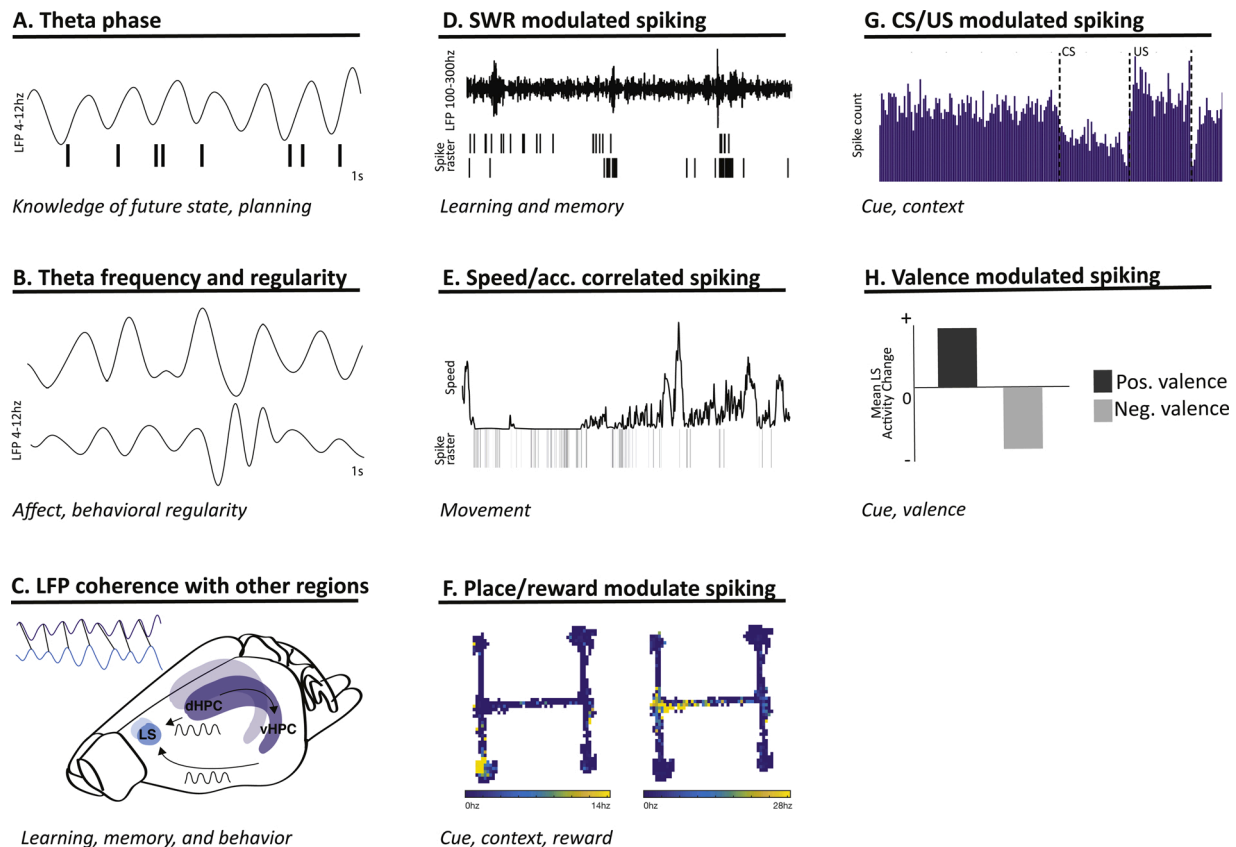 A. Theta phase
LFP 4-12hz
1s
Knowledge of future state, planning
B. Theta frequency and regularity
LFP 4-12hz
1s
Affect, behavioral regularity
C. LFP coherence with other regions
dHPC
vHPC
LS
Learning, memory, and behavior
D. SWR modulated spiking
LFP 100-300hz
Spike
raster
Learning and memory
E. Speed/acc. correlated spiking
Speed
Spike
raster
Movement
F. Place/reward modulate spiking
0hz
14hz
0hz
28hz
Cue, context, reward
G. CS/US modulated spiking
CS
US
Spike count
Cue, context
H. Valence modulated spiking
+
Mean LS
Activity Change
0
-
Pos. valence
Neg. valence
Cue, valence